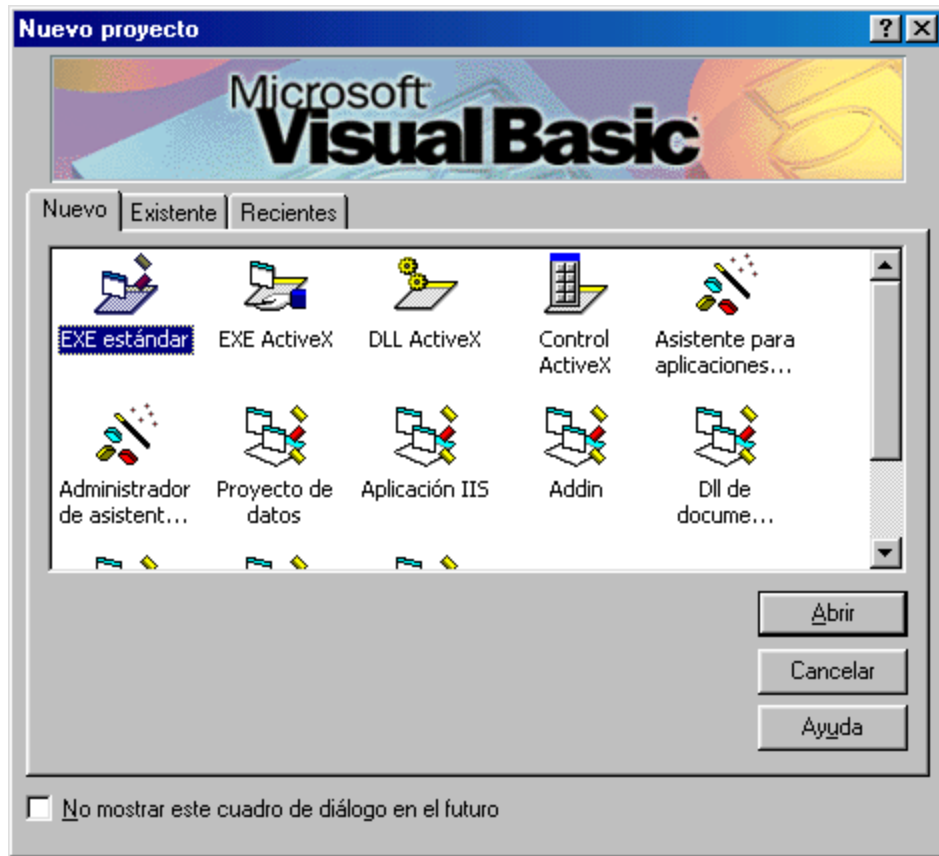 Nuevo proyecto
Microsoft
Visual Basic
Nuevo Existente Recientes
EXE estándar EXE ActiveX DLL ActiveX Control ActiveX Asistente para aplicaciones...
Administrador de asistent... Proyecto de datos Aplicación IIS Addin Dll de docume...
Abrir
Cancelar
Ayuda
No mostrar este cuadro de diálogo en el futuro